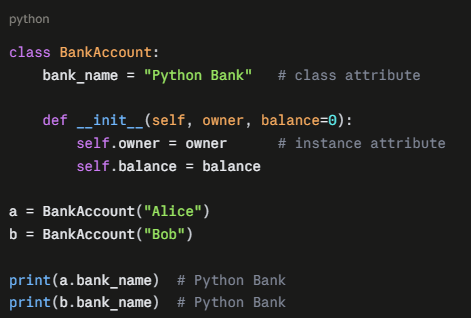 python
class BankAccount:
    bank_name = "Python Bank"   # class attribute
    def __init__(self, owner, balance=0):
        self.owner = owner      # instance attribute
        self.balance = balance
a = BankAccount("Alice")
b = BankAccount("Bob")
print(a.bank_name)  # Python Bank
print(b.bank_name)  # Python Bank